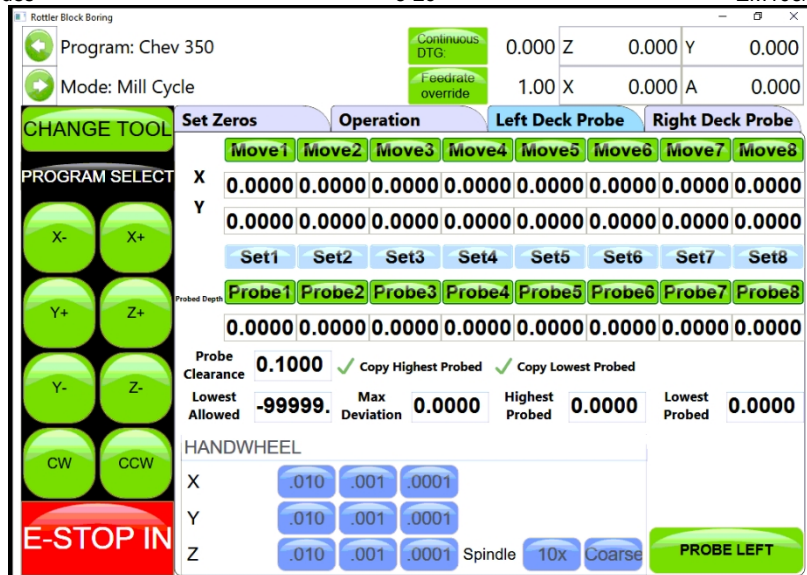 Rottler Block Boring
Program: Chev 350
Continuous DTG:
0.000 Z 0.000 Y 0.000
Mode: Mill Cycle
Feedrate override
1.00 X 0.000 A 0.000
CHANGE TOOL
PROGRAM SELECT
X- X+
Y+ Z+
Y- Z-
CW CCW
E-STOP IN
Set Zeros Operation Left Deck Probe Right Deck Probe
Move1 Move2 Move3 Move4 Move5 Move6 Move7 Move8
X 0.0000 0.0000 0.0000 0.0000 0.0000 0.0000 0.0000 0.0000
Y 0.0000 0.0000 0.0000 0.0000 0.0000 0.0000 0.0000 0.0000
Set1 Set2 Set3 Set4 Set5 Set6 Set7 Set8
Probed Depth Probe1 Probe2 Probe3 Probe4 Probe5 Probe6 Probe7 Probe8
0.0000 0.0000 0.0000 0.0000 0.0000 0.0000 0.0000 0.0000
Probe Clearance 0.1000 Copy Highest Probed Copy Lowest Probed
Lowest Allowed -99999. Max Deviation 0.0000 Highest Probed 0.0000 Lowest Probed 0.0000
HANDWHEEL
X .010 .001 .0001
Y .010 .001 .0001
Z .010 .001 .0001 Spindle 10x Coarse
PROBE LEFT